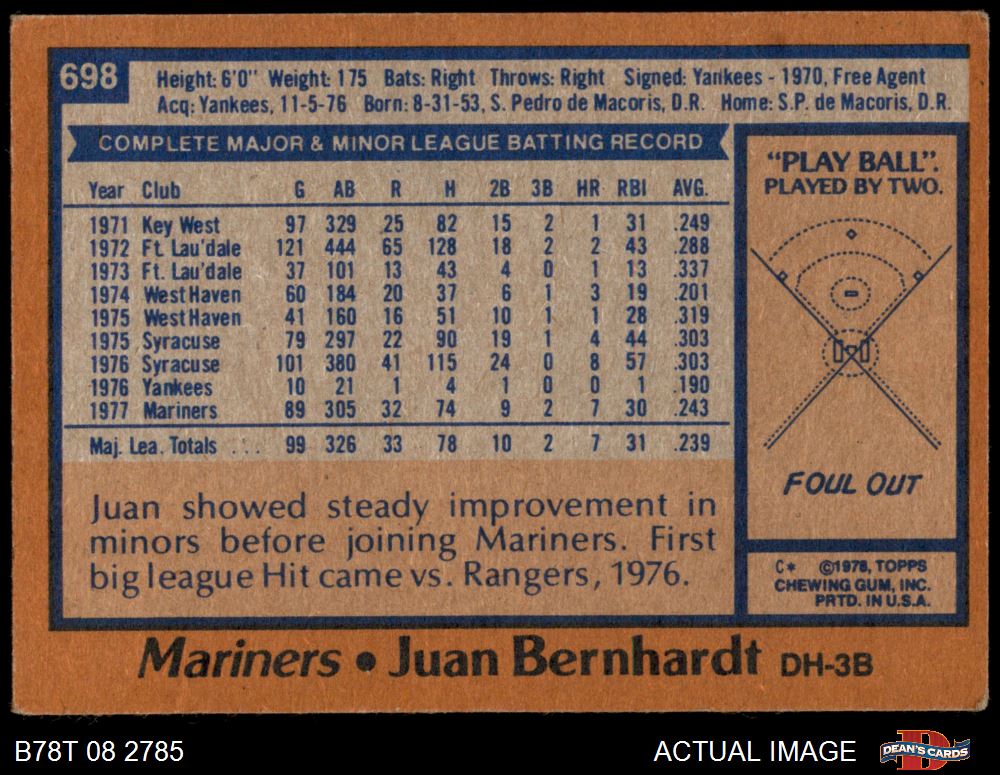 698
Height: 6'0" Weight: 175 Bats: Right Throws: Right Signed: Yankees - 1970, Free Agent
Acq: Yankees, 11-5-76 Born: 8-31-53, S. Pedro de Macoris, D.R. Home: S.P. de Macoris, D.R.
COMPLETE MAJOR & MINOR LEAGUE BATTING RECORD
Year Club G AB R H 2B 3B HR RBI AVG.
1971 Key West 97 329 25 82 15 2 1 31 .249
1972 Ft. Lau'dale 121 444 65 128 18 2 2 43 .288
1973 Ft. Lau'dale 37 101 13 43 4 0 1 13 .337
1974 West Haven 60 184 20 37 6 1 3 19 .201
1975 West Haven 41 160 16 51 10 1 1 28 .319
1975 Syracuse 79 297 22 90 19 1 4 44 .303
1976 Syracuse 101 380 41 115 24 0 8 57 .303
1976 Yankees 10 21 1 4 1 0 0 1 .190
1977 Mariners 89 305 32 74 9 2 7 30 .243
Maj. Lea. Totals ... 99 326 33 78 10 2 7 31 .239
Juan showed steady improvement in
minors before joining Mariners. First
big league Hit came vs. Rangers, 1976.
"PLAY BALL".
PLAYED BY TWO.
FOUL OUT
C* ©1978, TOPPS
CHEWING GUM, INC.
PRTD. IN U.S.A.
Mariners • Juan Bernhardt DH-3B
B78T 08 2785
ACTUAL IMAGE
DEAN'S CARDS